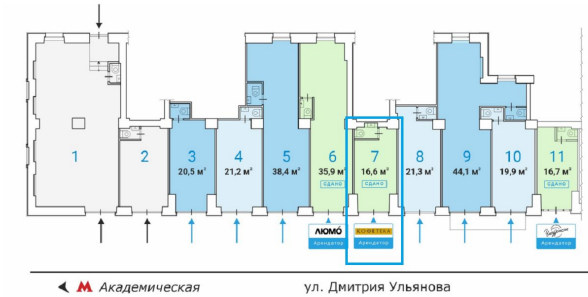 1
2
3
20,5 м²
4
21,2 м²
5
38,4 м²
6
35,9 м²
СДАНО
7
16,6 м²
СДАНО
8
21,3 м²
9
44,1 м²
10
19,9 м²
11
16,7 м²
СДАНО
ЛЮМО́
Арендатор
КОФЕТЕКА
Арендатор
Арендатор
М Академическая
ул. Дмитрия Ульянова